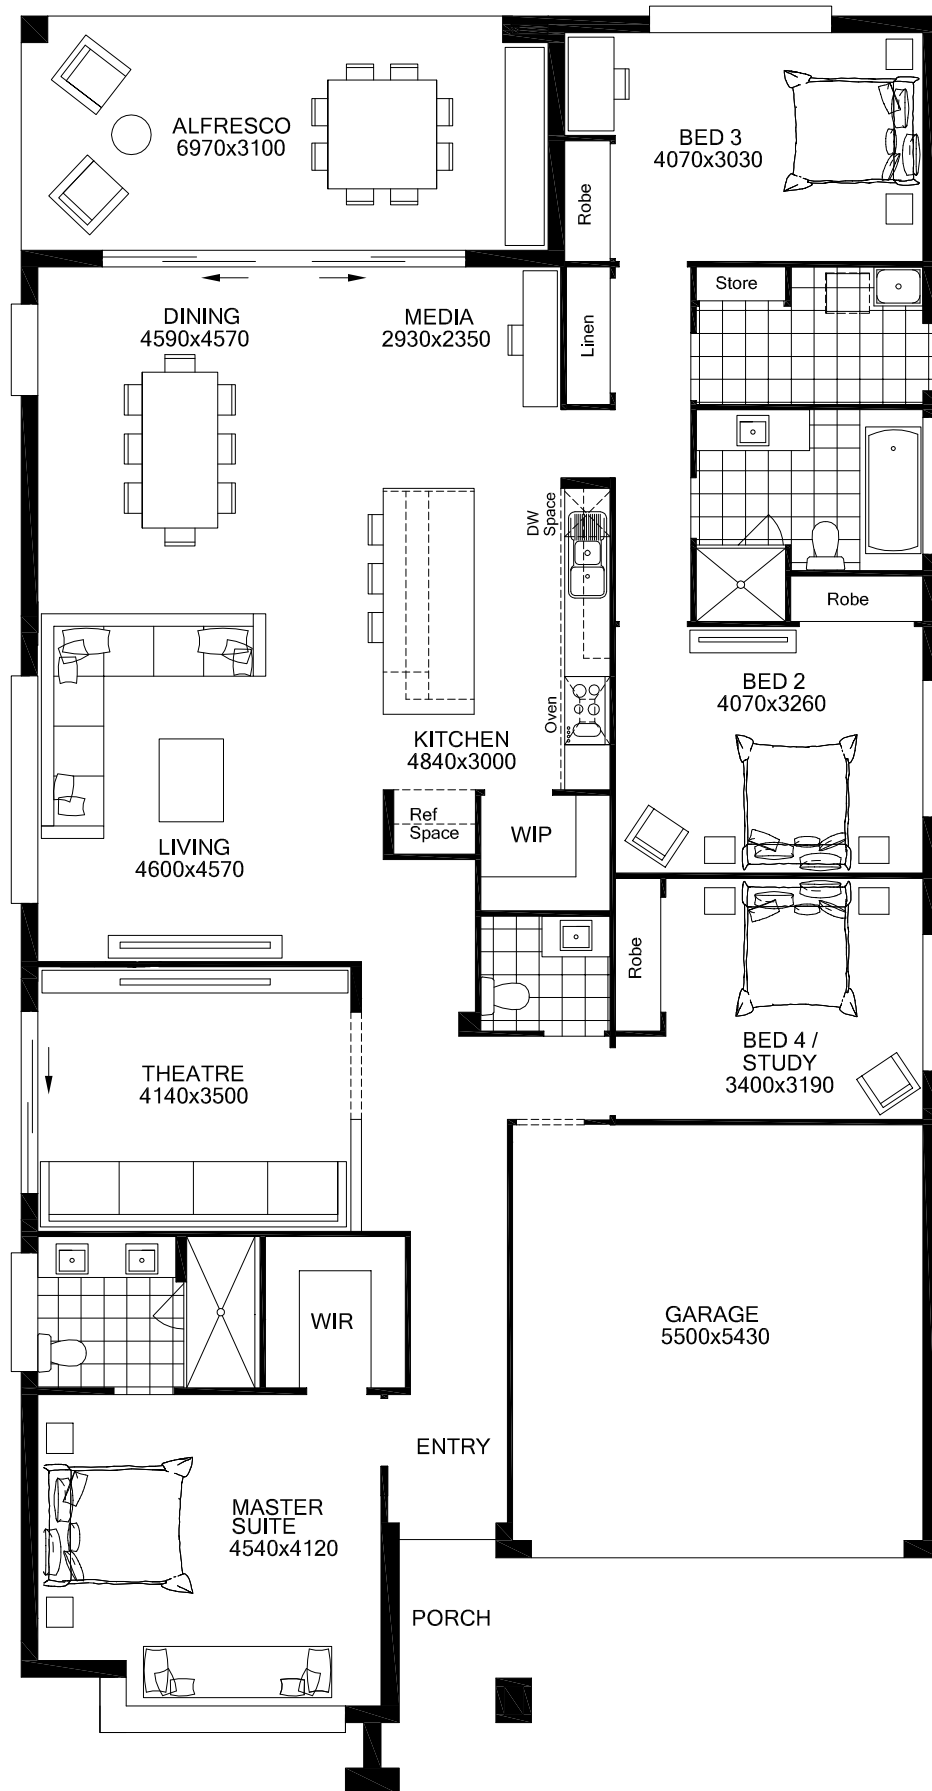 ALFRESCO
6970x3100
BED 3
4070x3030
Robe
Store
Linen
DINING
4590x4570
MEDIA
2930x2350
DW
Space
Robe
BED 2
4070x3260
Oven
KITCHEN
4840x3000
Ref
Space
WIP
LIVING
4600x4570
Robe
BED 4 /
STUDY
3400x3190
THEATRE
4140x3500
WIR
GARAGE
5500x5430
ENTRY
MASTER
SUITE
4540x4120
PORCH